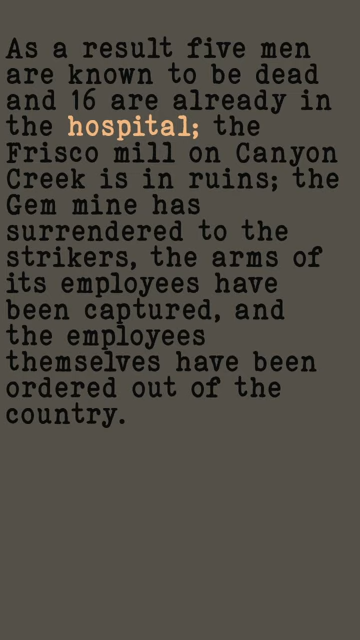 As a result five men
are known to be dead
and 16 are already in
the hospital; the
Frisco mill on Canyon
Creek is in ruins; the
Gem mine has
surrendered to the
strikers, the arms of
its employees have
been captured, and
the employees
themselves have been
ordered out of the
country.